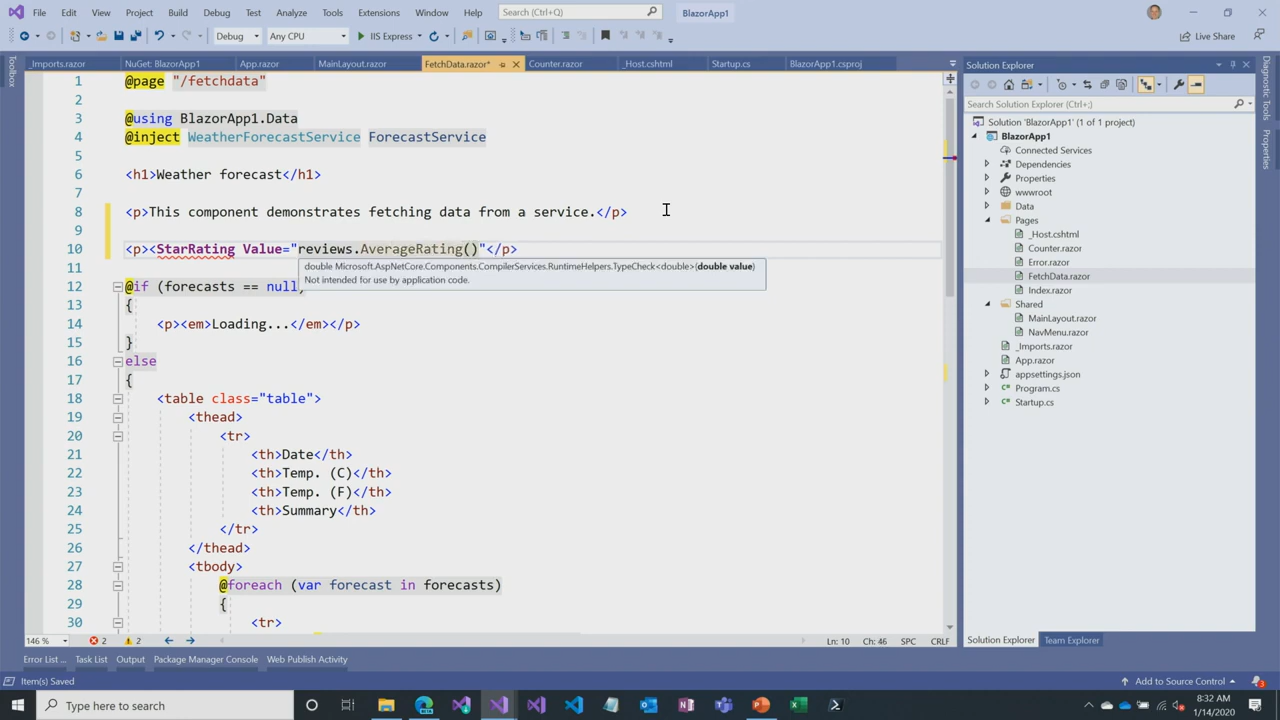 File Edit View Project Build Debug Test Analyze Tools Extensions Window Help Search (Ctrl+;) BlazorApp1
Debug Any CPU IIS Express Live Share
_Imports.razor NuGet: BlazorApp1 App.razor MainLayout.razor FetchData.razor* Counter.razor _Host.cshtml Startup.cs BlazorApp1.csproj
Toolbox
1 @page "/fetchdata"
2
3 @using BlazorApp1.Data
4 @inject WeatherForecastService ForecastService
5
6 <h1>Weather forecast</h1>
7
8 <p>This component demonstrates fetching data from a service.</p>
9
10 <p><StarRating Value="reviews.AverageRating()"</p>
double Microsoft.AspNetCore.Components.CompilerServices.RuntimeHelpers.TypeCheck<double>(double value)
Not intended for use by application code.
11
12 @if (forecasts == null)
13 {
14 <p><em>Loading...</em></p>
15 }
16 else
17 {
18 <table class="table">
19 <thead>
20 <tr>
21 <th>Date</th>
22 <th>Temp. (C)</th>
23 <th>Temp. (F)</th>
24 <th>Summary</th>
25 </tr>
26 </thead>
27 <tbody>
28 @foreach (var forecast in forecasts)
29 {
30 <tr>
146 % 2 2 Ln: 10 Ch: 46 SPC CRLF
Solution Explorer
Search Solution Explorer (Ctrl+;)
Solution 'BlazorApp1' (1 of 1 project)
BlazorApp1
Connected Services
Dependencies
Properties
wwwroot
Data
Pages
_Host.cshtml
Counter.razor
Error.razor
FetchData.razor
Index.razor
Shared
MainLayout.razor
NavMenu.razor
_Imports.razor
App.razor
appsettings.json
Program.cs
Startup.cs
Solution Explorer Team Explorer
Diagnostic Tools
Properties
Error List ... Task List Output Package Manager Console Web Publish Activity
Item(s) Saved Add to Source Control 3
Type here to search
8:32 AM
1/14/2020